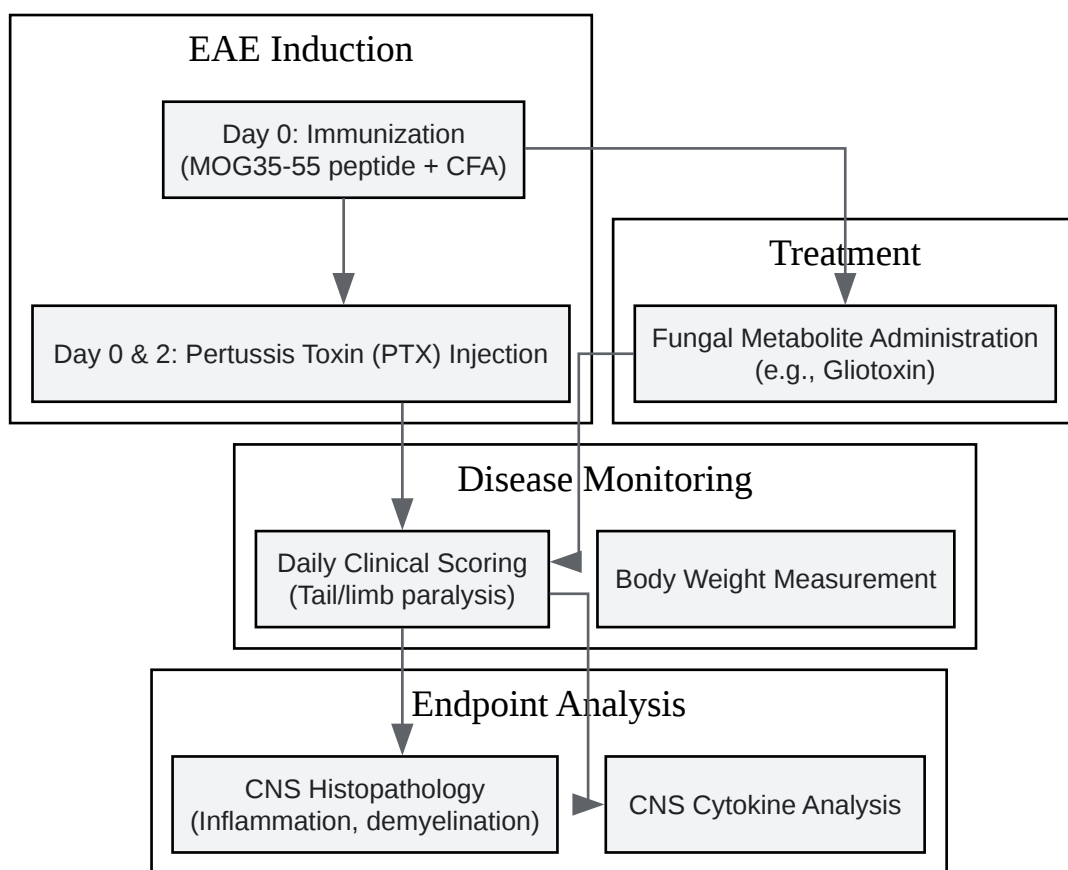 EAE Induction
Day 0: Immunization
(MOG35-55 peptide + CFA)
Day 0 & 2: Pertussis Toxin (PTX) Injection
Treatment
Fungal Metabolite Administration
(e.g., Gliotoxin)
Disease Monitoring
Daily Clinical Scoring
(Tail/limb paralysis)
Body Weight Measurement
Endpoint Analysis
CNS Histopathology
(Inflammation, demyelination)
CNS Cytokine Analysis